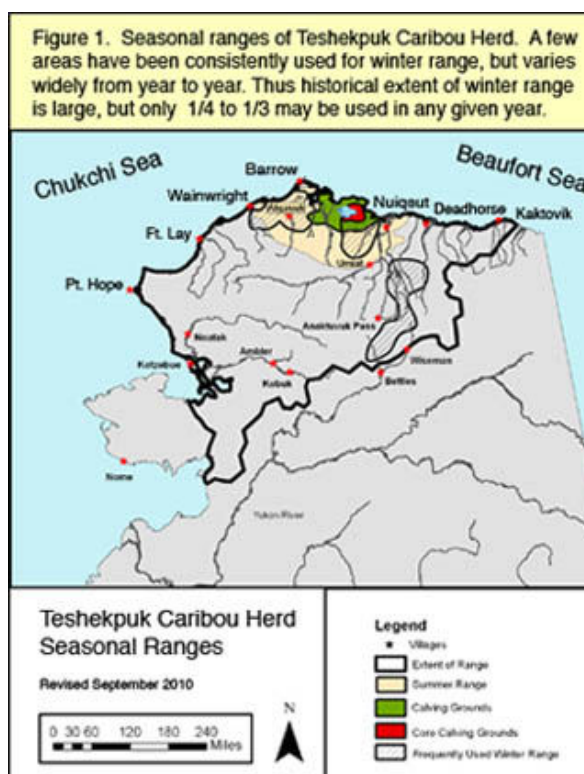 Figure 1. Seasonal ranges of Teshekpuk Caribou Herd. A few
areas have been consistently used for winter range, but varies
widely from year to year. Thus historical extent of winter range
is large, but only 1/4 to 1/3 may be used in any given year.
Chukchi Sea
Beaufort Sea
Barrow
Wainwright
Nuiqsut
Deadhorse
Kaktovik
Ft. Lay
Umiat
Pt. Hope
Anaktuvuk Pass
Noatak
Ambler
Wiseman
Kotzebue
Kobuk
Bettles
Nome
Yukon River
Teshekpuk Caribou Herd
Seasonal Ranges
Revised September 2010
N
0 30 60 120 180 240
Miles
Legend
Villages
Extent of Range
Summer Range
Calving Grounds
Core Calving Grounds
Frequently Used Winter Range